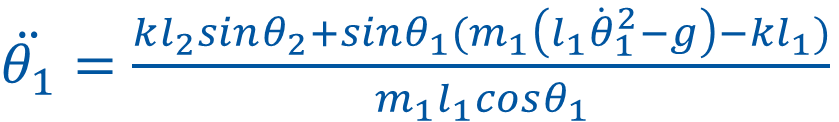 θ̈₁ = (kl₂sinθ₂+sinθ₁(m₁(l₁θ̇₁²−g)−kl₁))/(m₁l₁cosθ₁)